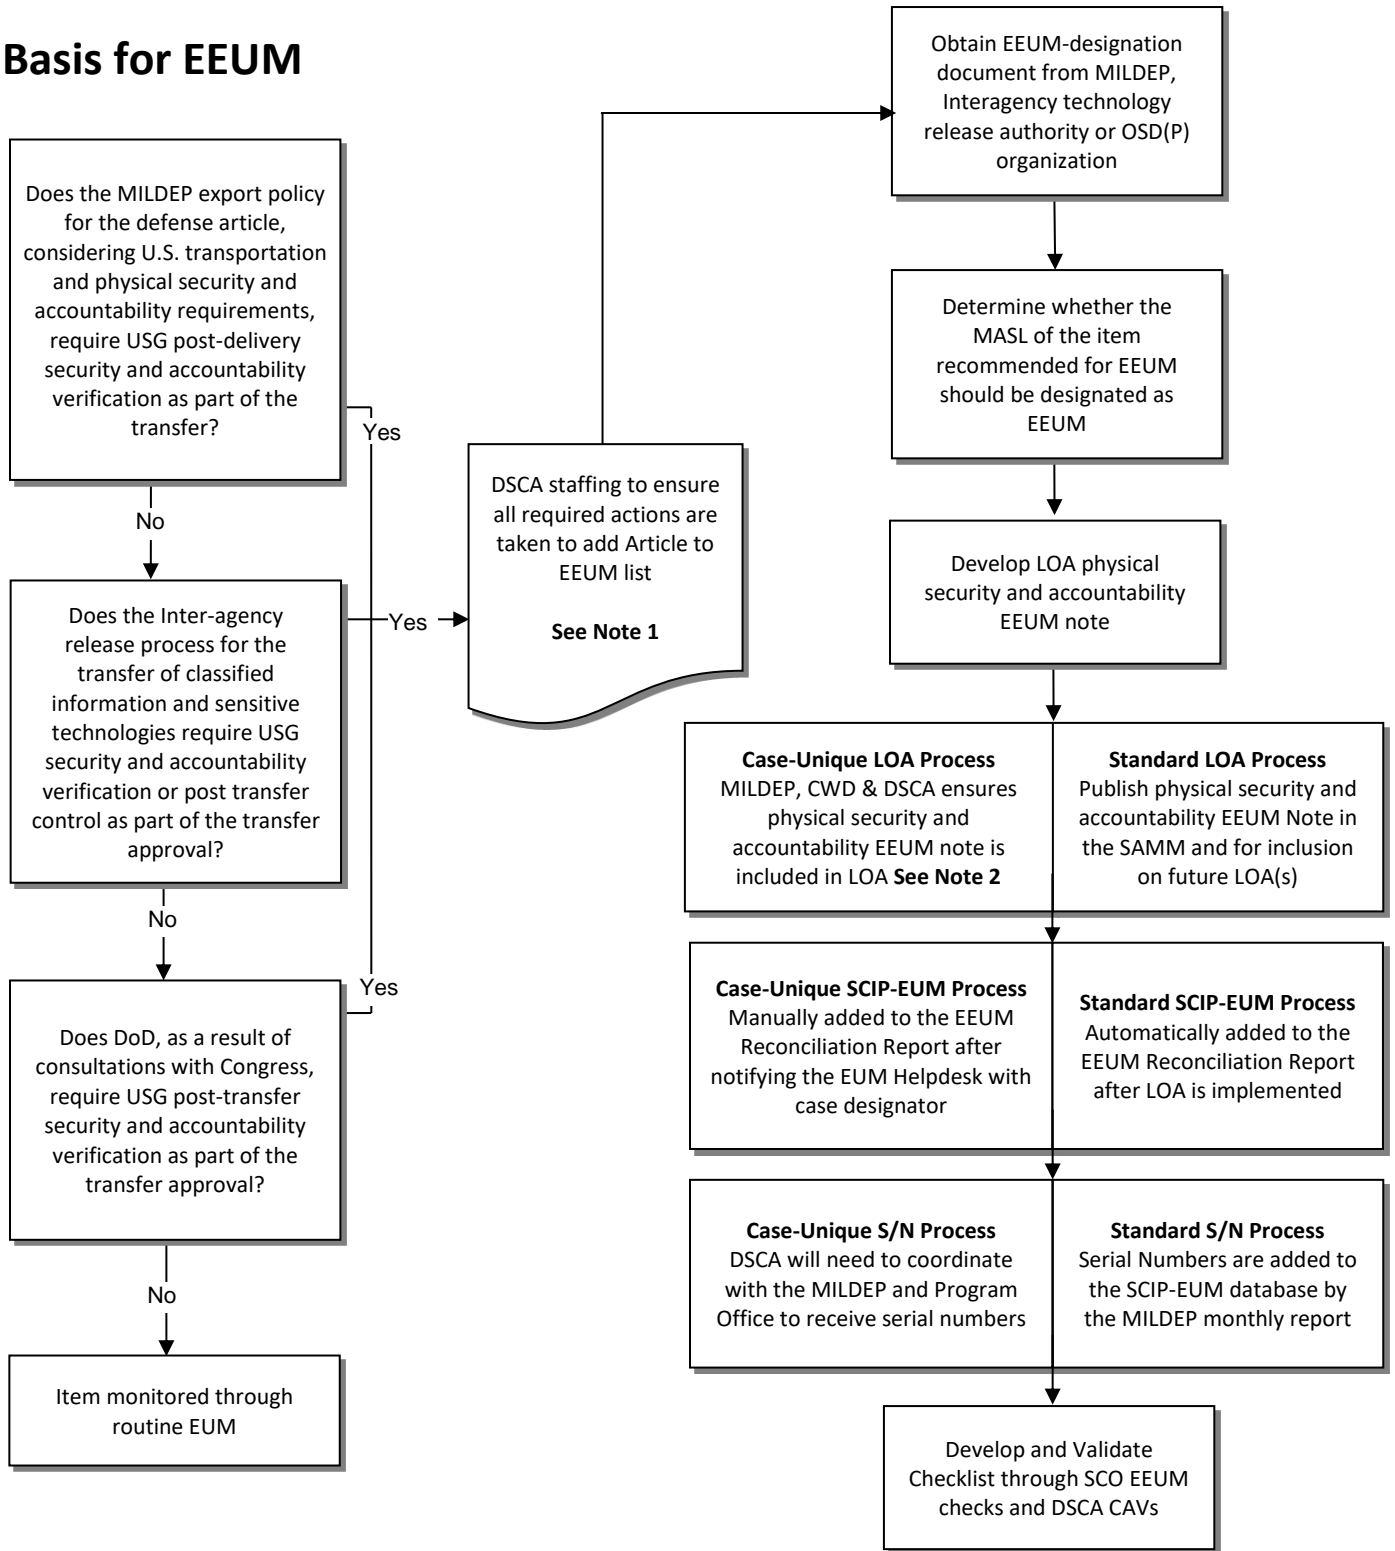 Basis for EEUM
Does the MILDEP export policy
for the defense article,
considering U.S. transportation
and physical security and
accountability requirements,
require USG post-delivery
security and accountability
verification as part of the
transfer?
Yes
No
Does the Inter-agency
release process for the
transfer of classified
information and sensitive
technologies require USG
security and accountability
verification or post transfer
control as part of the transfer
approval?
Yes
No
Does DoD, as a result of
consultations with Congress,
require USG post-transfer
security and accountability
verification as part of the
transfer approval?
Yes
No
Item monitored through
routine EUM
DSCA staffing to ensure
all required actions are
taken to add Article to
EEUM list
See Note 1
Obtain EEUM-designation
document from MILDEP,
Interagency technology
release authority or OSD(P)
organization
Determine whether the
MASL of the item
recommended for EEUM
should be designated as
EEUM
Develop LOA physical
security and accountability
EEUM note
Case-Unique LOA Process
MILDEP, CWD & DSCA ensures
physical security and
accountability EEUM note is
included in LOA See Note 2
Standard LOA Process
Publish physical security and
accountability EEUM Note in
the SAMM and for inclusion
on future LOA(s)
Case-Unique SCIP-EUM Process
Manually added to the EEUM
Reconciliation Report after
notifying the EUM Helpdesk with
case designator
Standard SCIP-EUM Process
Automatically added to the
EEUM Reconciliation Report
after LOA is implemented
Case-Unique S/N Process
DSCA will need to coordinate
with the MILDEP and Program
Office to receive serial numbers
Standard S/N Process
Serial Numbers are added to
the SCIP-EUM database by
the MILDEP monthly report
Develop and Validate
Checklist through SCO EEUM
checks and DSCA CAVs